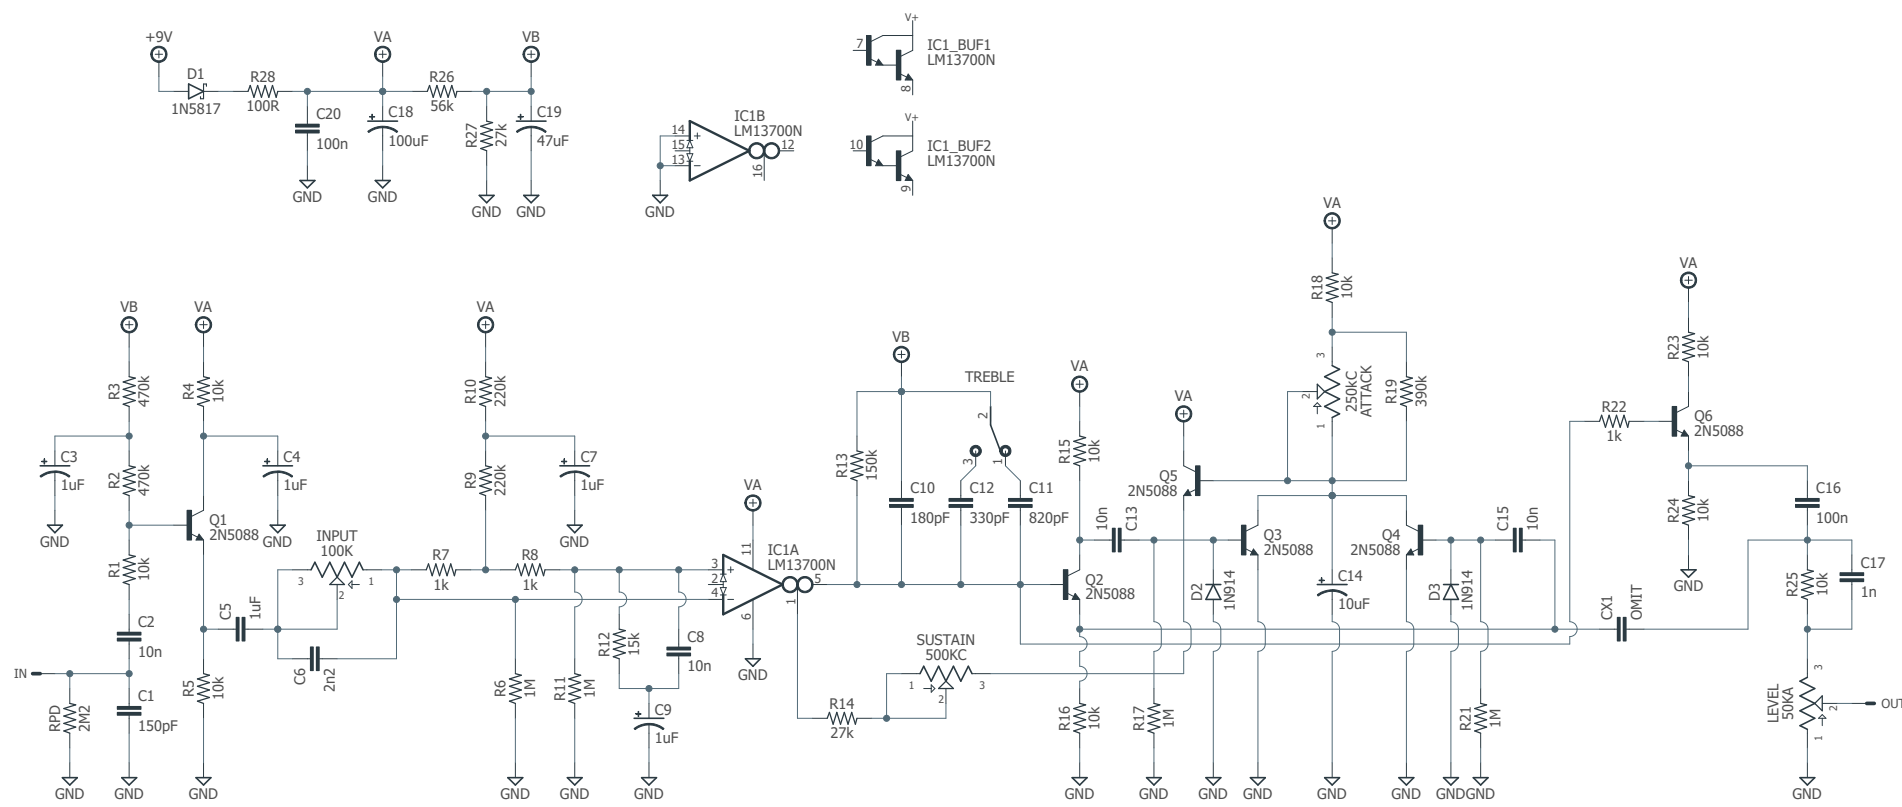 +9V
D1
1N5817
R28
100R
C20
100n
VA
C18
100uF
R26
56k
R27
27k
VB
C19
47uF
GND
GND
GND
GND
IC1B
LM13700N
14
15
13
+
−
12
16
GND
V+
7
8
IC1_BUF1
LM13700N
V+
10
9
IC1_BUF2
LM13700N
VB
R3
470k
C3
1uF
GND
R2
470k
R1
10k
C2
10n
IN
RPD
2M2
GND
C1
150pF
GND
VA
R4
10k
C4
1uF
GND
Q1
2N5088
R5
10k
GND
C5
1uF
INPUT
100K
3
2
1
C6
2n2
VA
R10
220k
R9
220k
C7
1uF
GND
R7
1k
R8
1k
R6
1M
GND
R11
1M
GND
R12
15k
C8
10n
C9
1uF
GND
VA
11
3
2
4
+
−
IC1A
LM13700N
5
1
6
GND
R14
27k
SUSTAIN
500KC
1
2
3
VB
TREBLE
2
3
1
R13
150k
C10
180pF
C12
330pF
C11
820pF
VA
R15
10k
Q2
2N5088
R16
10k
GND
10n
C13
R17
1M
GND
D2
1N914
GND
VA
Q5
2N5088
Q3
2N5088
GND
VA
R18
10k
3
2
1
250kC
ATTACK
R19
390k
C14
10uF
GND
Q4
2N5088
GND
D3
1N914
GND
R21
1M
GND
C15
10n
CX1
OMIT
VA
R23
10k
R22
1k
Q6
2N5088
R24
10k
GND
C16
100n
R25
10k
C17
1n
LEVEL
50KA
3
2
1
OUT
GND